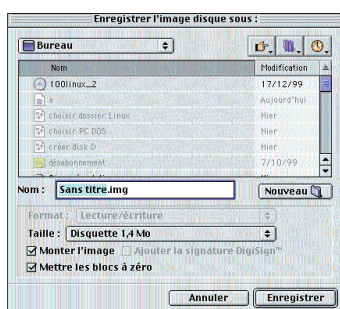 Enregistrer l'image disque sous :
Bureau
Nom Modification
100linux_2 17/12/99
a Aujourd'hui
choisir dossier Linux Hier
choisir PC DOS Hier
créer disk D Hier
désabonnement 7/10/99
Nom : Sans titre.img Nouveau
Format : Lecture/écriture
Taille : Disquette 1,4 Mo
Monter l'image Ajouter la signature DigiSign™
Mettre les blocs à zéro
Annuler Enregistrer